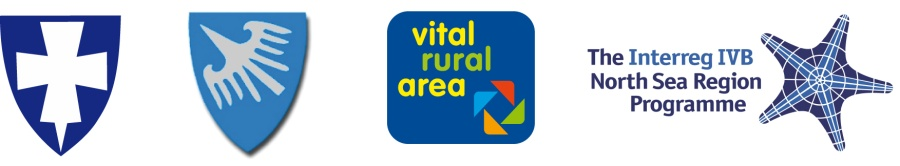 vital
rural
area
The Interreg IVB
North Sea Region
Programme